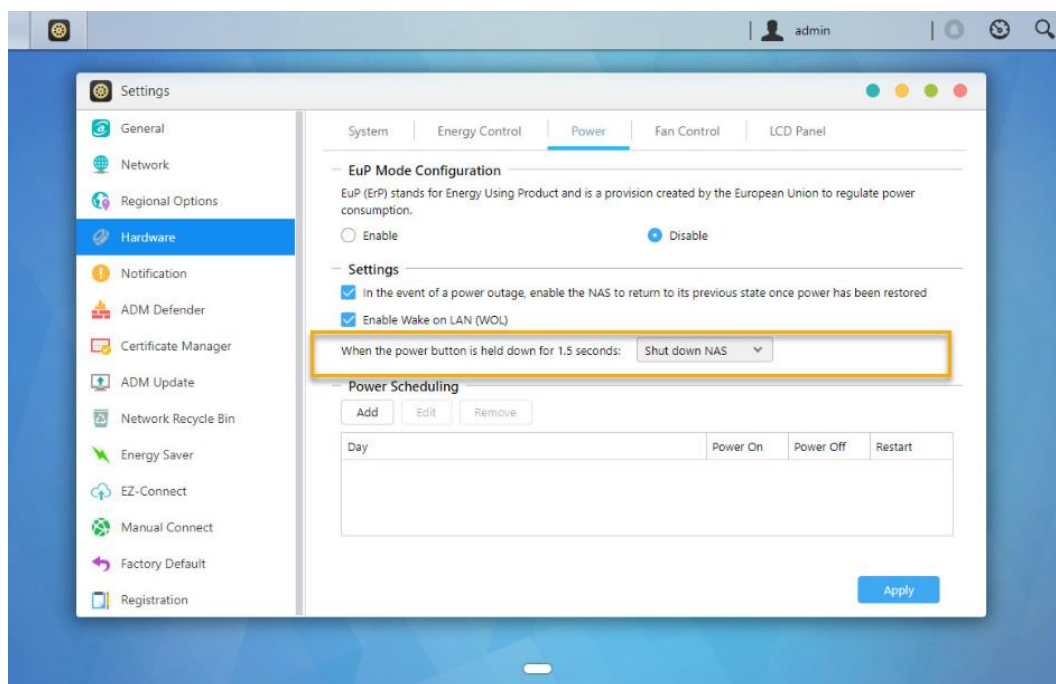 admin
Settings
General
Network
Regional Options
Hardware
Notification
ADM Defender
Certificate Manager
ADM Update
Network Recycle Bin
Energy Saver
EZ-Connect
Manual Connect
Factory Default
Registration
System Energy Control Power Fan Control LCD Panel
EuP Mode Configuration
EuP (ErP) stands for Energy Using Product and is a provision created by the European Union to regulate power
consumption.
Enable Disable
Settings
In the event of a power outage, enable the NAS to return to its previous state once power has been restored
Enable Wake on LAN (WOL)
When the power button is held down for 1.5 seconds: Shut down NAS
Power Scheduling
Add Edit Remove
Day Power On Power Off Restart
Apply